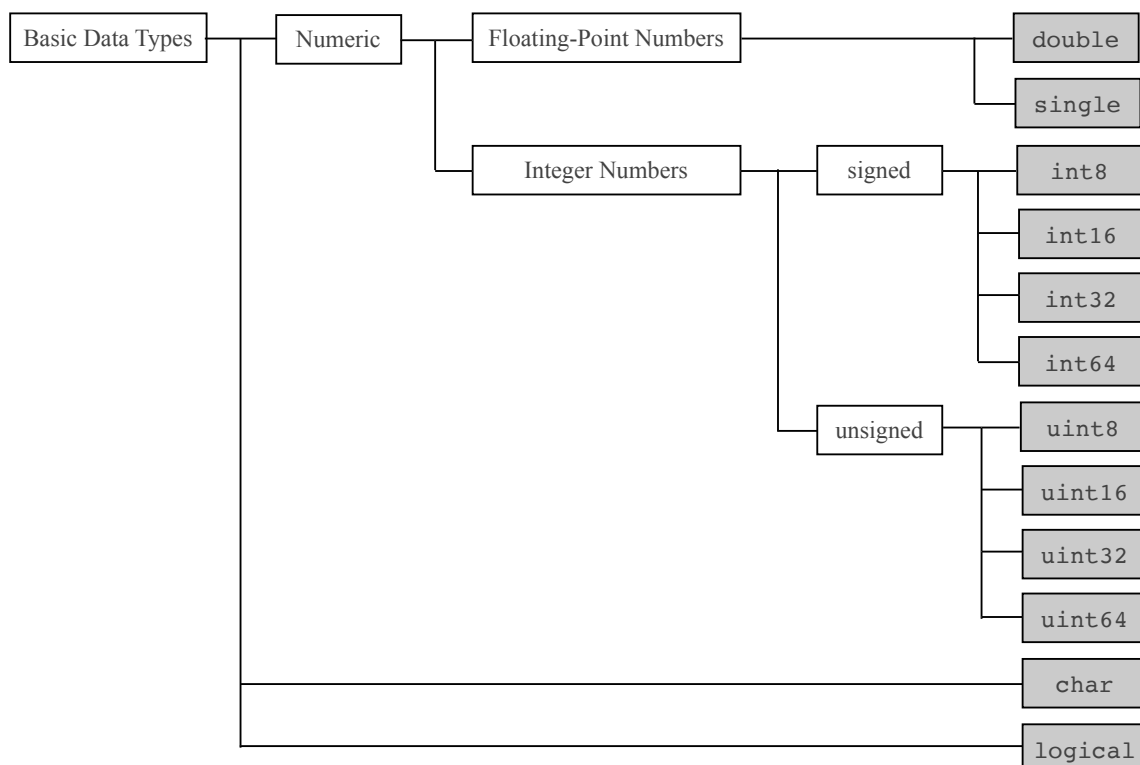 Basic Data Types
Numeric
Floating-Point Numbers
double
single
Integer Numbers
signed
int8
int16
int32
int64
unsigned
uint8
uint16
uint32
uint64
char
logical